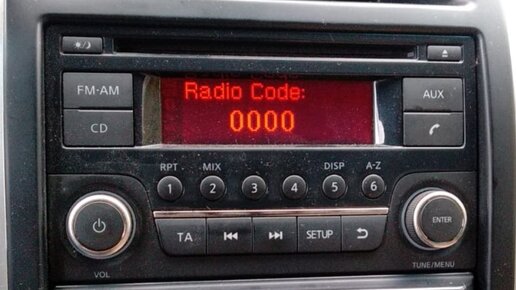 FM·AM
Radio Code:
AUX
0000
CD
RPT MIX DISP A-Z
1 2 3 4 5 6
ENTER
TA SETUP
VOL TUNE/MENU